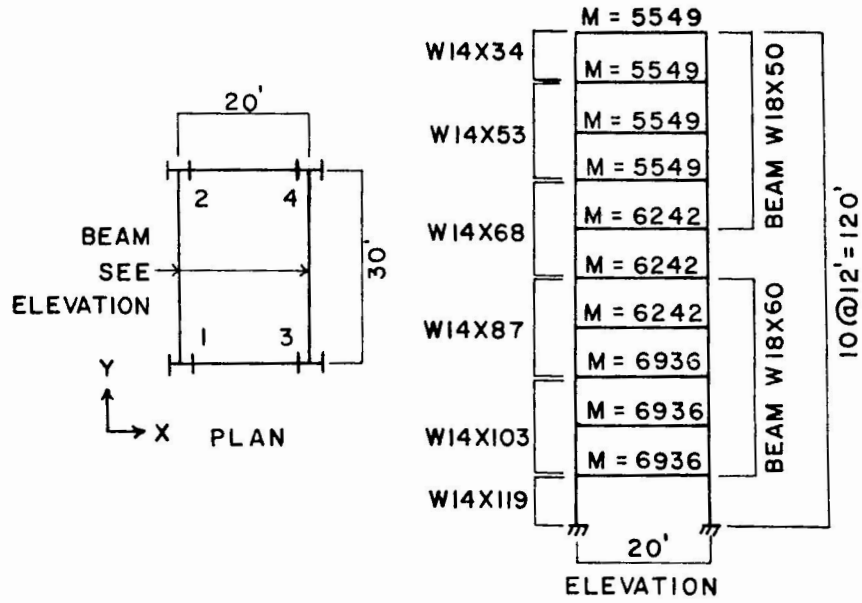 20'
2 4
BEAM
SEE
ELEVATION
30'
1 3
Y
X
PLAN
M = 5549
W14X34
M = 5549
M = 5549
W14X53
M = 5549
W14X68
M = 6242
M = 6242
W14X87
M = 6242
M = 6936
W14X103
M = 6936
M = 6936
W14X119
BEAM W18X50
BEAM W18X60
10@12'=120'
20'
ELEVATION